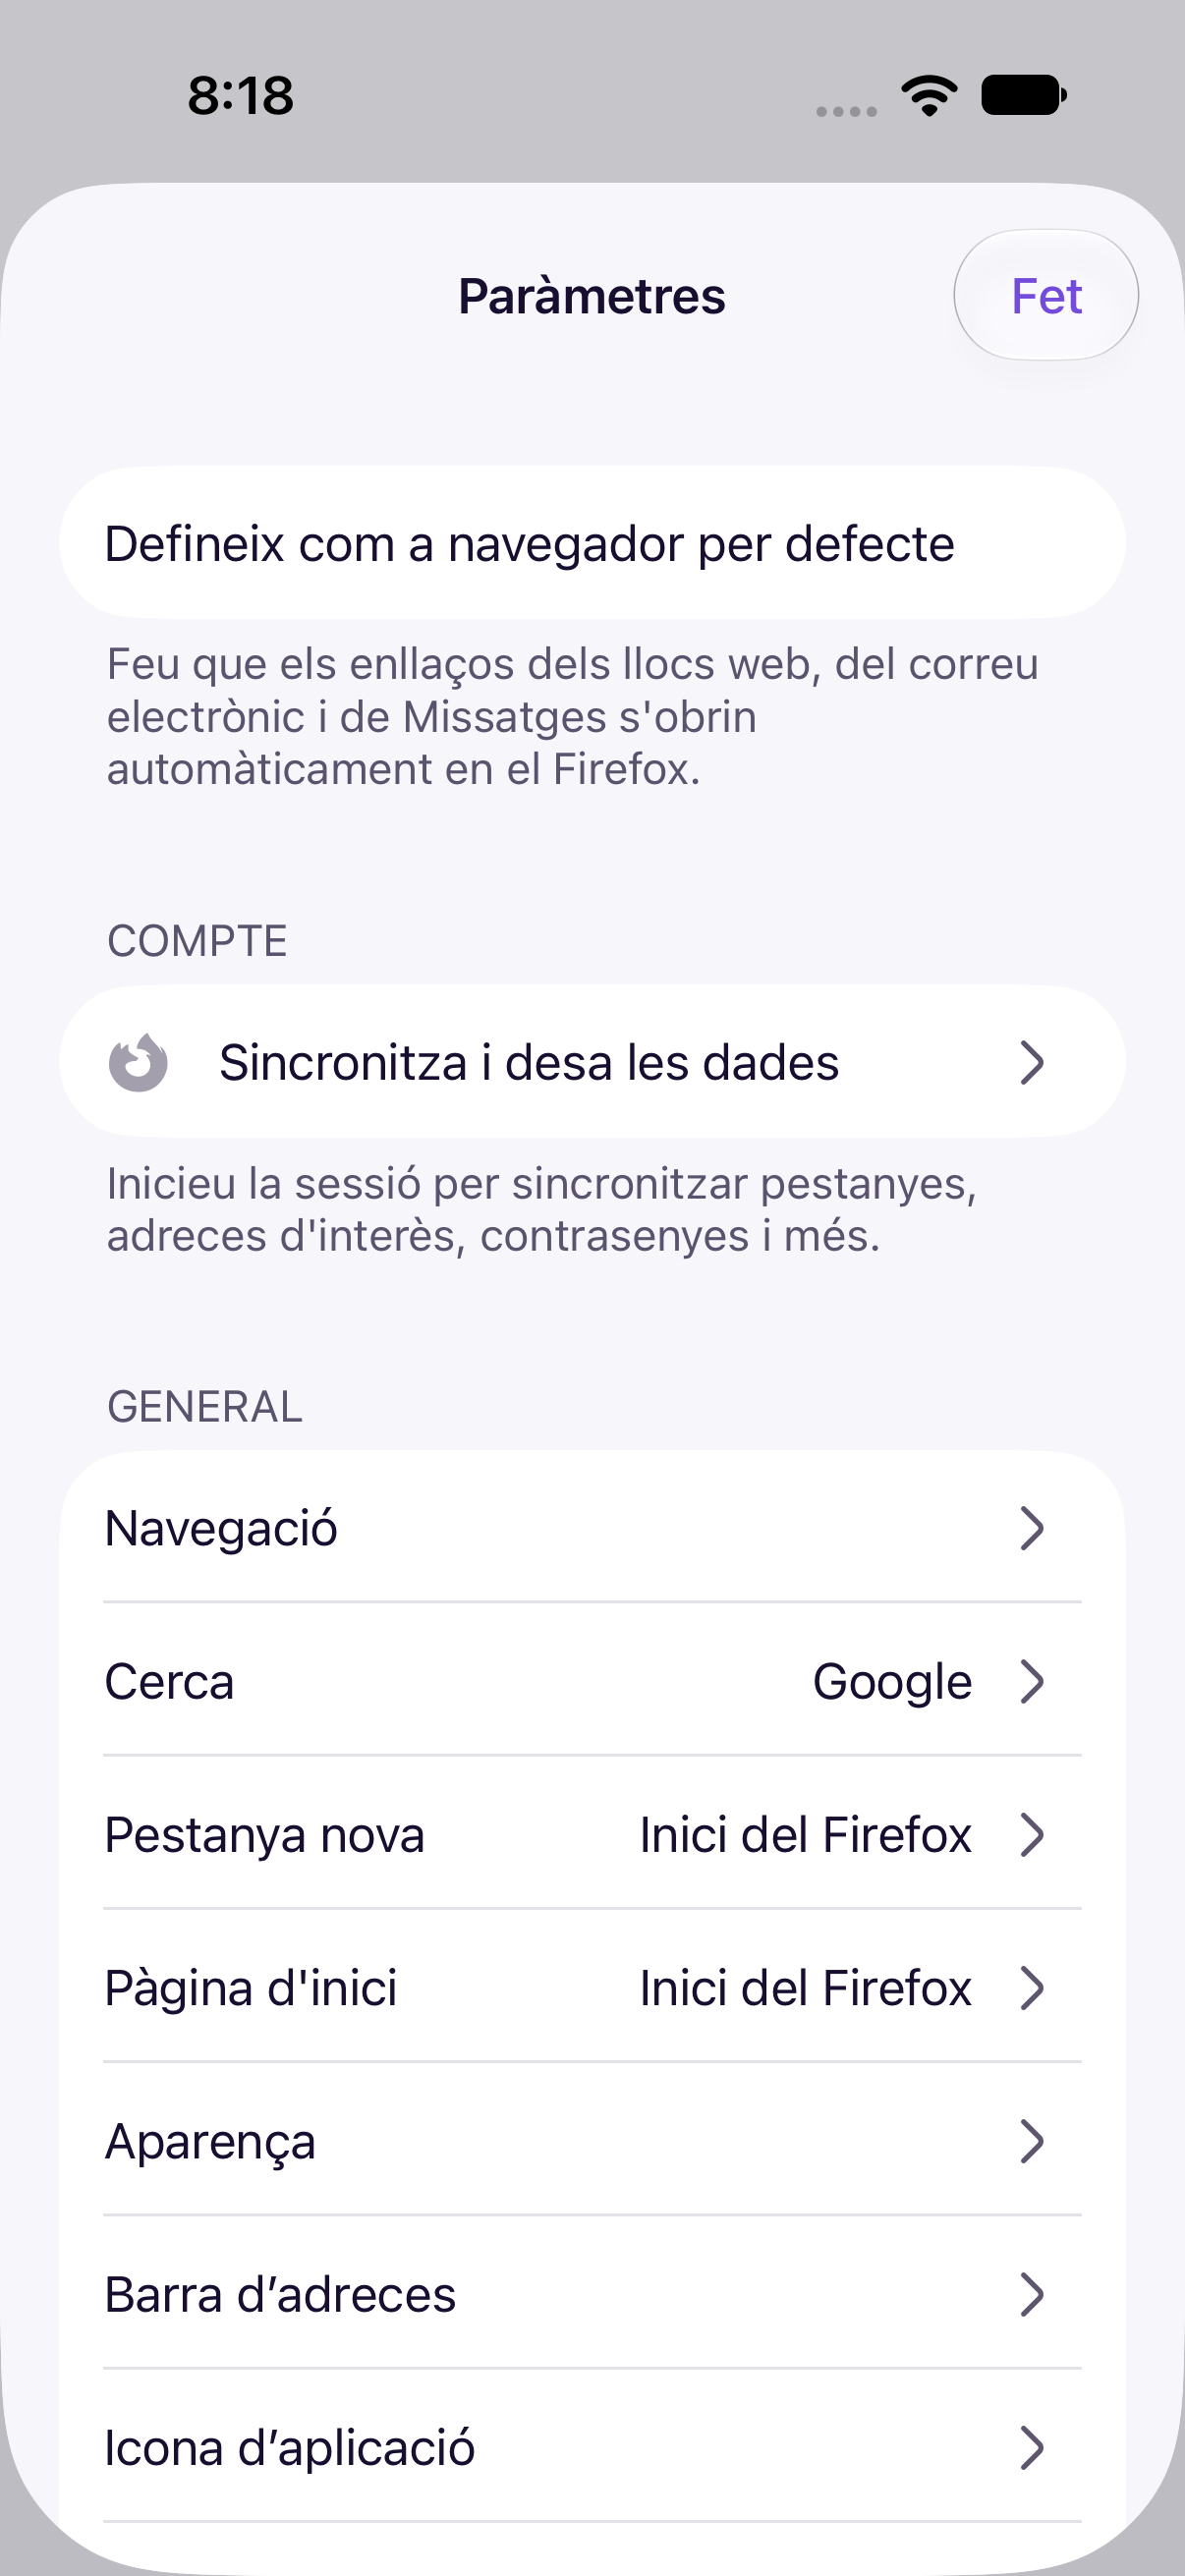 8:18
Paràmetres
Fet
Defineix com a navegador per defecte
Feu que els enllaços dels llocs web, del correu
electrònic i de Missatges s'obrin
automàticament en el Firefox.
COMPTE
Sincronitza i desa les dades
Inicieu la sessió per sincronitzar pestanyes,
adreces d'interès, contrasenyes i més.
GENERAL
Navegació
Cerca Google
Pestanya nova Inici del Firefox
Pàgina d'inici Inici del Firefox
Aparença
Barra d’adreces
Icona d’aplicació